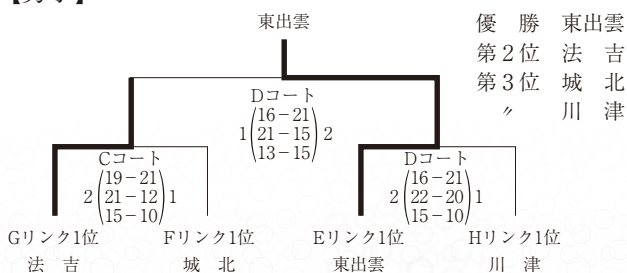 東出雲
優 勝 東出雲
第2位 法 吉
第3位 城 北
〃 川 津
Dコート
16-21
1 21-15 2
13-15
Cコート
19-21
2 21-12 1
15-10
Dコート
16-21
2 22-20 1
15-10
Gリンク1位
法 吉
Fリンク1位
城 北
Eリンク1位
東出雲
Hリンク1位
川 津